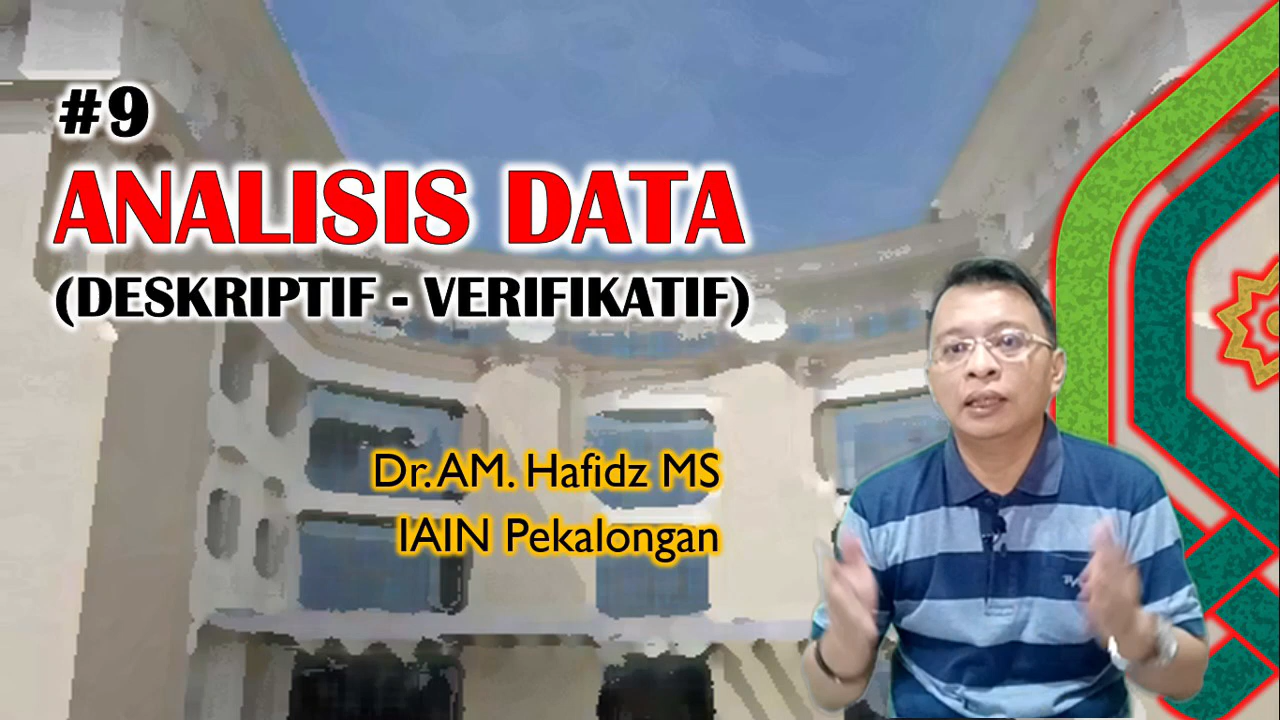 #9
ANALISIS DATA
(DESKRIPTIF - VERIFIKATIF)
Dr. AM. Hafidz MS
IAIN Pekalongan